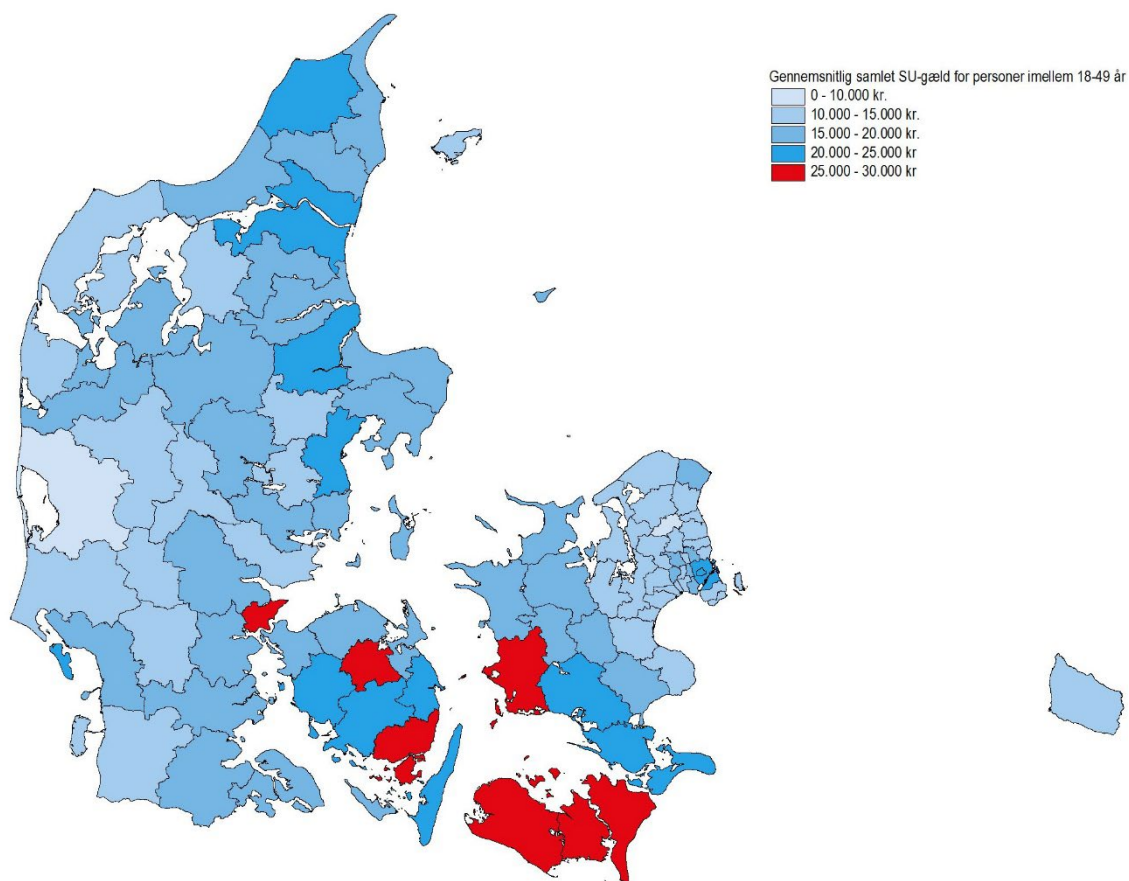 Gennemsnitlig samlet SU-gæld for personer imellem 18-49 år
0 - 10.000 kr.
10.000 - 15.000 kr.
15.000 - 20.000 kr.
20.000 - 25.000 kr
25.000 - 30.000 kr